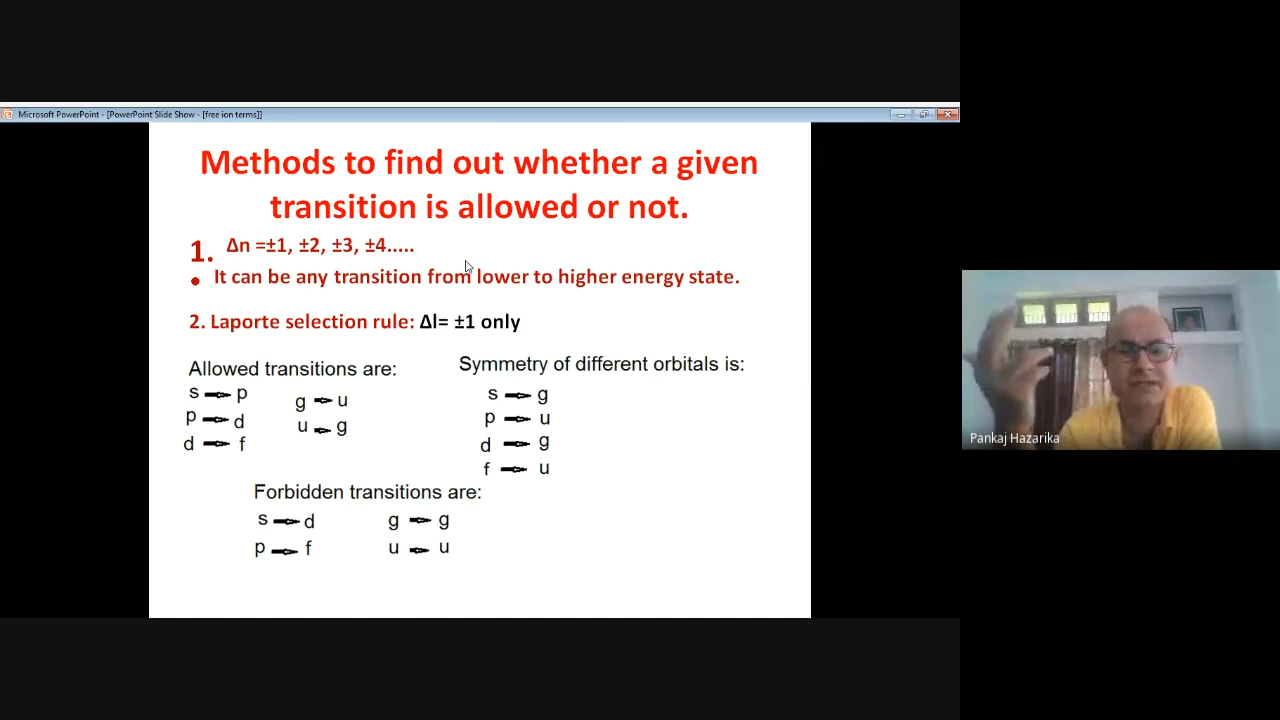 Microsoft PowerPoint - [PowerPoint Slide Show - [free ion terms]]
Methods to find out whether a given
transition is allowed or not.
1. Δn =±1, ±2, ±3, ±4.....
• It can be any transition from lower to higher energy state.
2. Laporte selection rule: Δl= ±1 only
Allowed transitions are:
s → p
p → d
d → f
g → u
u → g
Symmetry of different orbitals is:
s → g
p → u
d → g
f → u
Forbidden transitions are:
s → d
p → f
g → g
u → u
Pankaj Hazarika